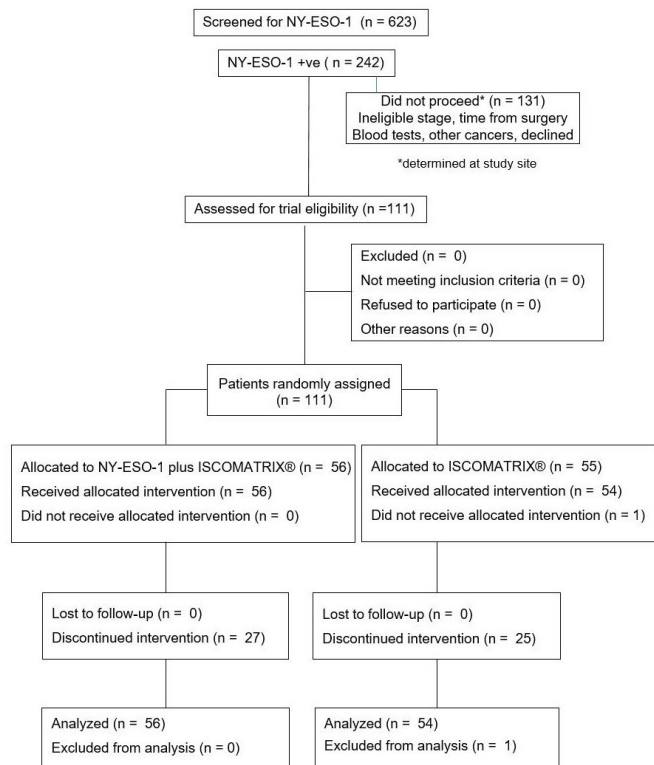 Screened for NY-ESO-1 (n = 623)
NY-ESO-1 +ve ( n = 242)
Did not proceed* (n = 131)
Ineligible stage, time from surgery
Blood tests, other cancers, declined
*determined at study site
Assessed for trial eligibility (n =111)
Excluded (n = 0)
Not meeting inclusion criteria (n = 0)
Refused to participate (n = 0)
Other reasons (n = 0)
Patients randomly assigned
(n = 111)
Allocated to NY-ESO-1 plus ISCOMATRIX® (n = 56)
Received allocated intervention (n = 56)
Did not receive allocated intervention (n = 0)
Allocated to ISCOMATRIX® (n = 55)
Received allocated intervention (n = 54)
Did not receive allocated intervention (n = 1)
Lost to follow-up (n = 0)
Discontinued intervention (n = 27)
Lost to follow-up (n = 0)
Discontinued intervention (n = 25)
Analyzed (n = 56)
Excluded from analysis (n = 0)
Analyzed (n = 54)
Excluded from analysis (n = 1)